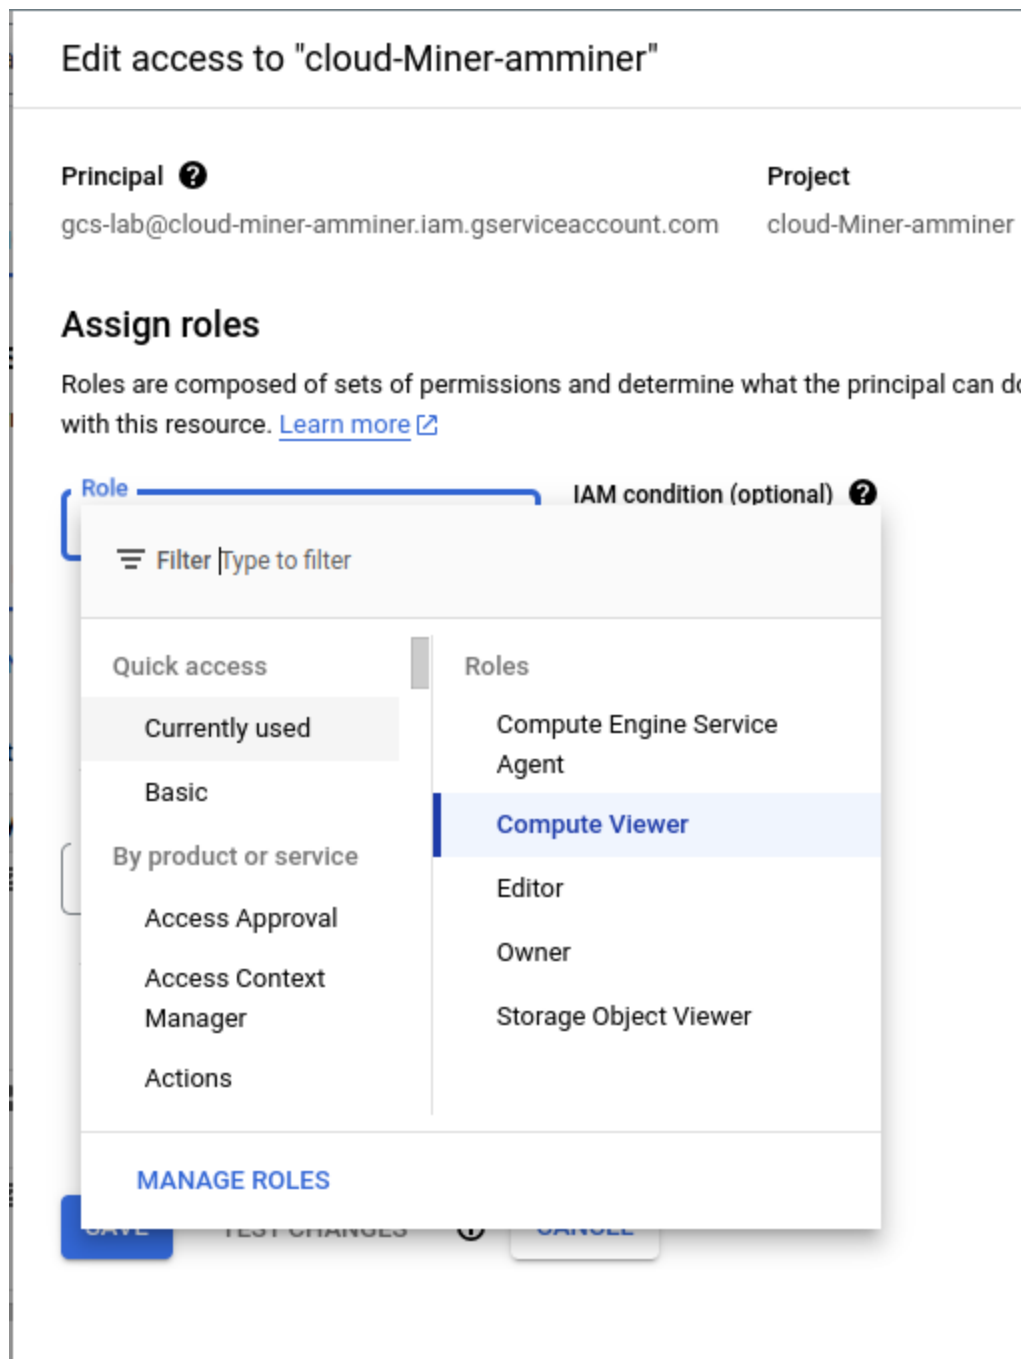 Edit access to "cloud-Miner-amminer"
Principal
Project
gcs-lab@cloud-miner-amminer.iam.gserviceaccount.com
cloud-Miner-amminer
Assign roles
Roles are composed of sets of permissions and determine what the principal can do
with this resource. Learn more
Role
IAM condition (optional)
Filter Type to filter
Quick access
Currently used
Basic
By product or service
Access Approval
Access Context
Manager
Actions
Roles
Compute Engine Service
Agent
Compute Viewer
Editor
Owner
Storage Object Viewer
MANAGE ROLES
SAVE
TEST CHANGES
CANCEL